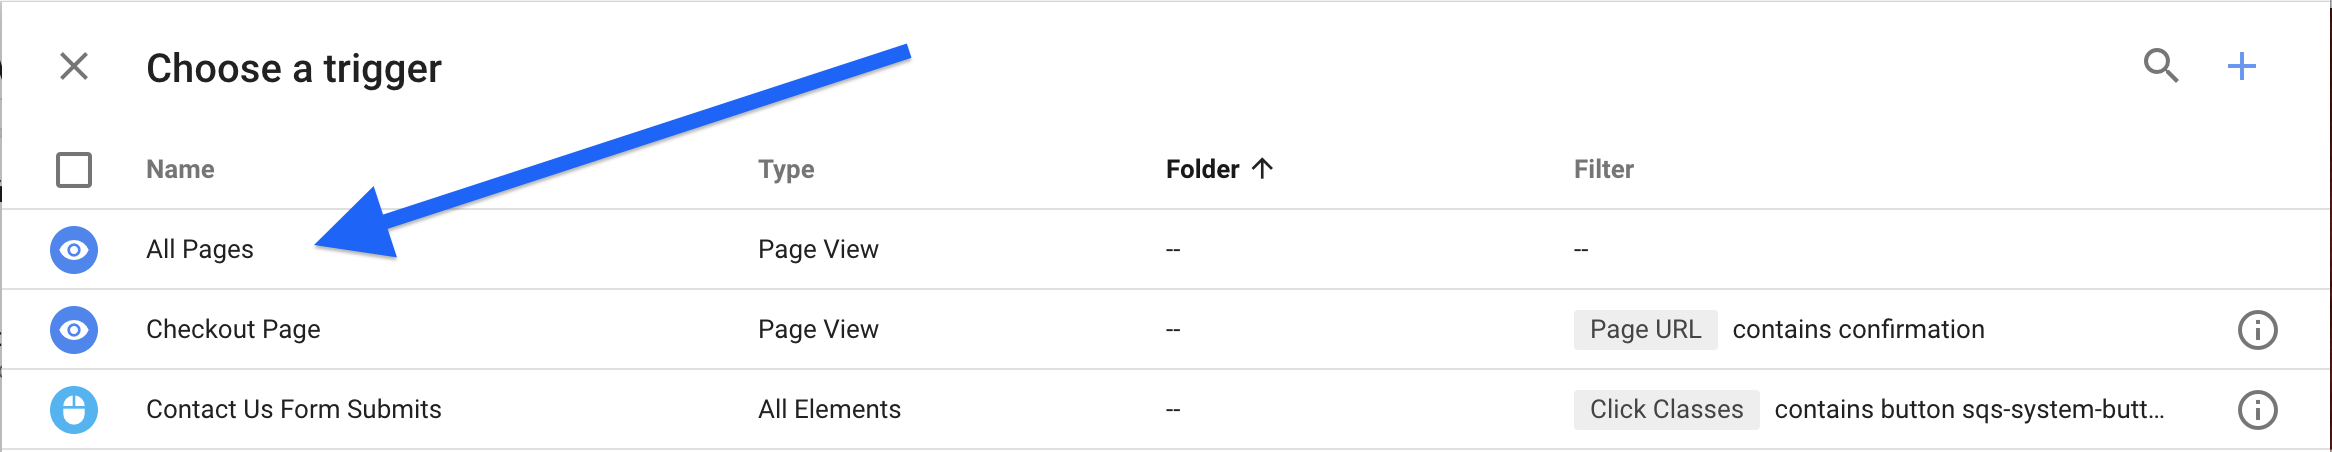 Choose a trigger
Name Type Folder Filter
All Pages Page View -- --
Checkout Page Page View -- Page URL contains confirmation
Contact Us Form Submits All Elements -- Click Classes contains button sqs-system-butt...